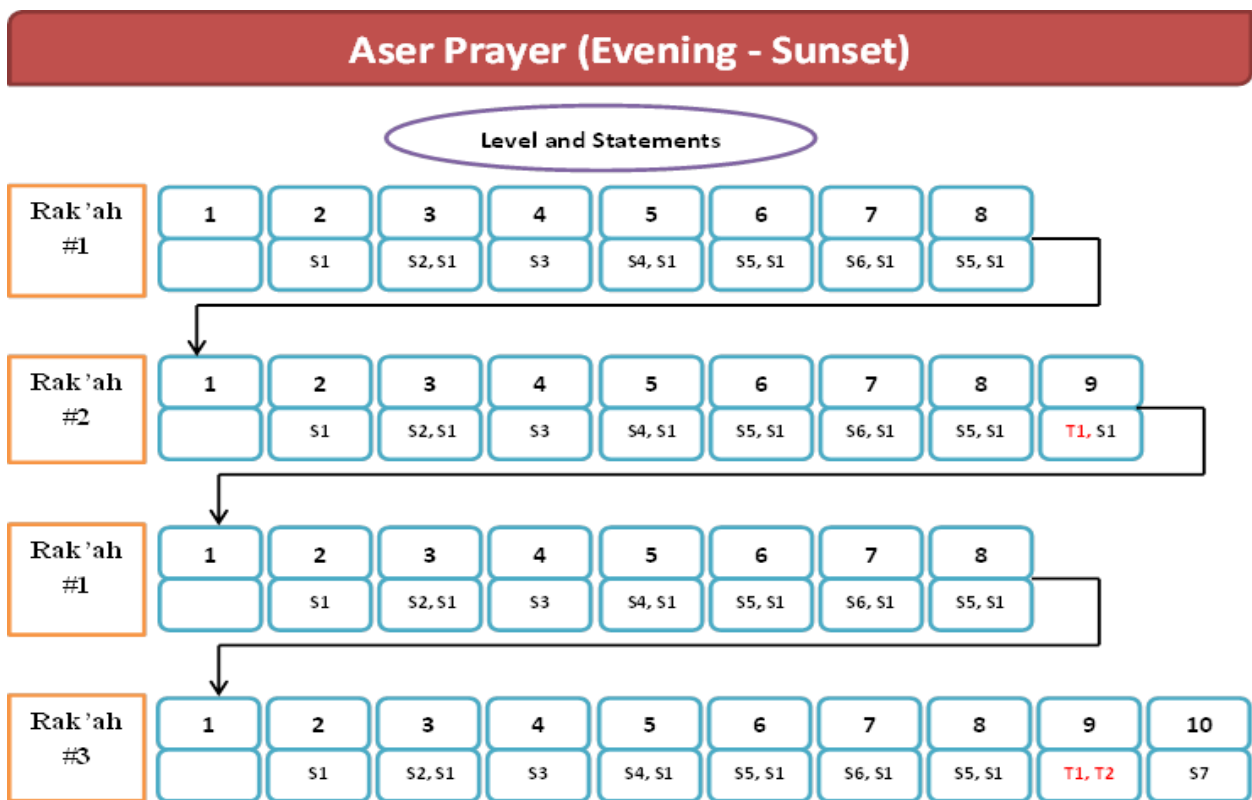 Aser Prayer (Evening - Sunset)
Level and Statements
Rak'ah #1
1 2 3 4 5 6 7 8
S1 S2, S1 S3 S4, S1 S5, S1 S6, S1 S5, S1
Rak'ah #2
1 2 3 4 5 6 7 8 9
S1 S2, S1 S3 S4, S1 S5, S1 S6, S1 S5, S1 T1, S1
Rak'ah #1
1 2 3 4 5 6 7 8
S1 S2, S1 S3 S4, S1 S5, S1 S6, S1 S5, S1
Rak'ah #3
1 2 3 4 5 6 7 8 9 10
S1 S2, S1 S3 S4, S1 S5, S1 S6, S1 S5, S1 T1, T2 S7